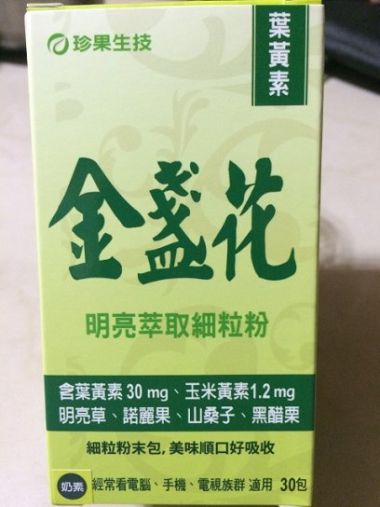 珍果生技
葉黃素
金盞花
明亮萃取細粒粉
含葉黃素30 mg、玉米黃素1.2 mg
明亮草、諾麗果、山桑子、黑醋栗
細粒粉末包,美味順口好吸收
奶素
經常看電腦、手機、電視族群 適用 30包